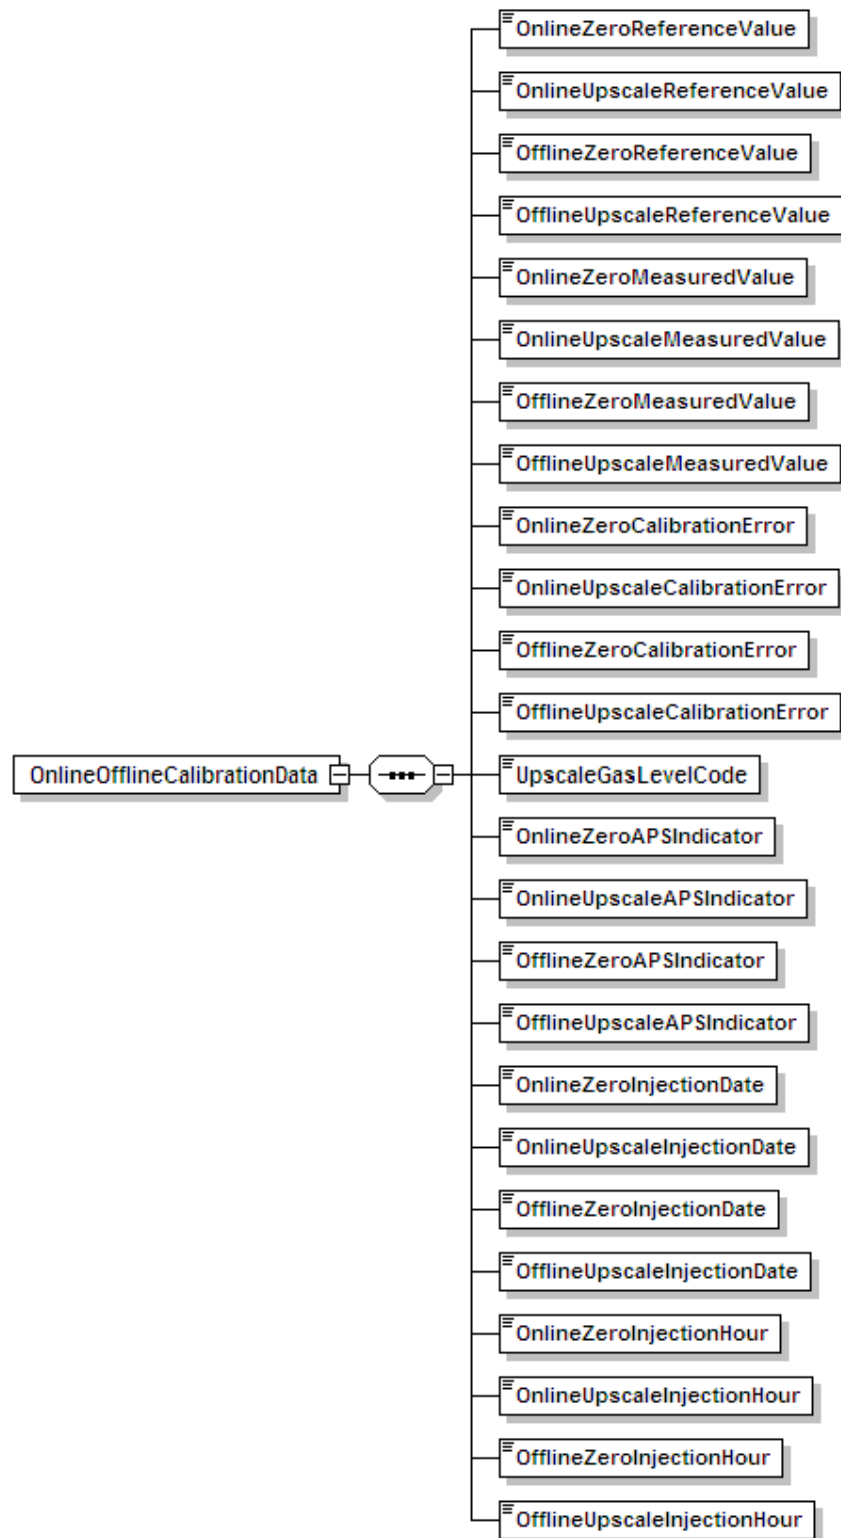 OnlineZeroReferenceValue
OnlineUpscaleReferenceValue
OfflineZeroReferenceValue
OfflineUpscaleReferenceValue
OnlineZeroMeasuredValue
OnlineUpscaleMeasuredValue
OfflineZeroMeasuredValue
OfflineUpscaleMeasuredValue
OnlineZeroCalibrationError
OnlineUpscaleCalibrationError
OfflineZeroCalibrationError
OfflineUpscaleCalibrationError
OnlineOfflineCalibrationData
UpscaleGasLevelCode
OnlineZeroAPSIndicator
OnlineUpscaleAPSIndicator
OfflineZeroAPSIndicator
OfflineUpscaleAPSIndicator
OnlineZeroInjectionDate
OnlineUpscaleInjectionDate
OfflineZeroInjectionDate
OfflineUpscaleInjectionDate
OnlineZeroInjectionHour
OnlineUpscaleInjectionHour
OfflineZeroInjectionHour
OfflineUpscaleInjectionHour